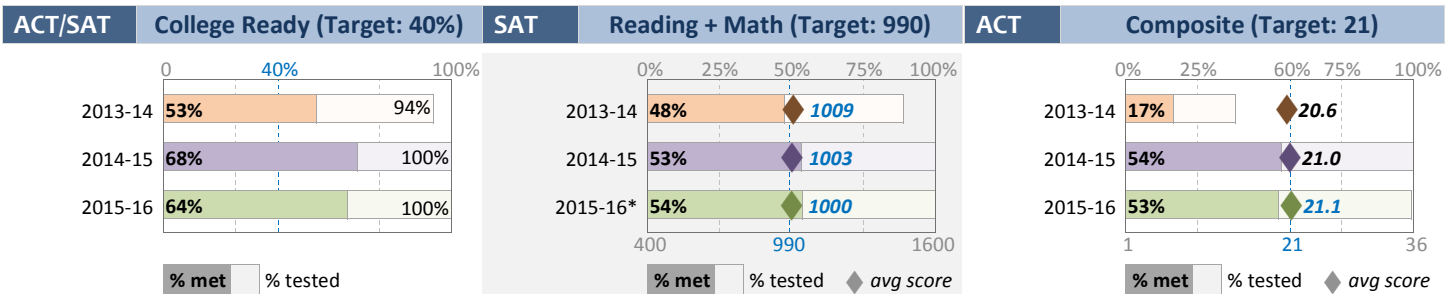 ACT/SAT College Ready (Target: 40%)
0 40% 100%
2013-14 53% 94%
2014-15 68% 100%
2015-16 64% 100%
% met % tested
SAT Reading + Math (Target: 990)
0% 25% 50% 75% 100%
2013-14 48% 1009
2014-15 53% 1003
2015-16* 54% 1000
400 990 1600
% met % tested avg score
ACT Composite (Target: 21)
0% 25% 60% 75% 100%
2013-14 17% 20.6
2014-15 54% 21.0
2015-16 53% 21.1
1 21 36
% met % tested avg score